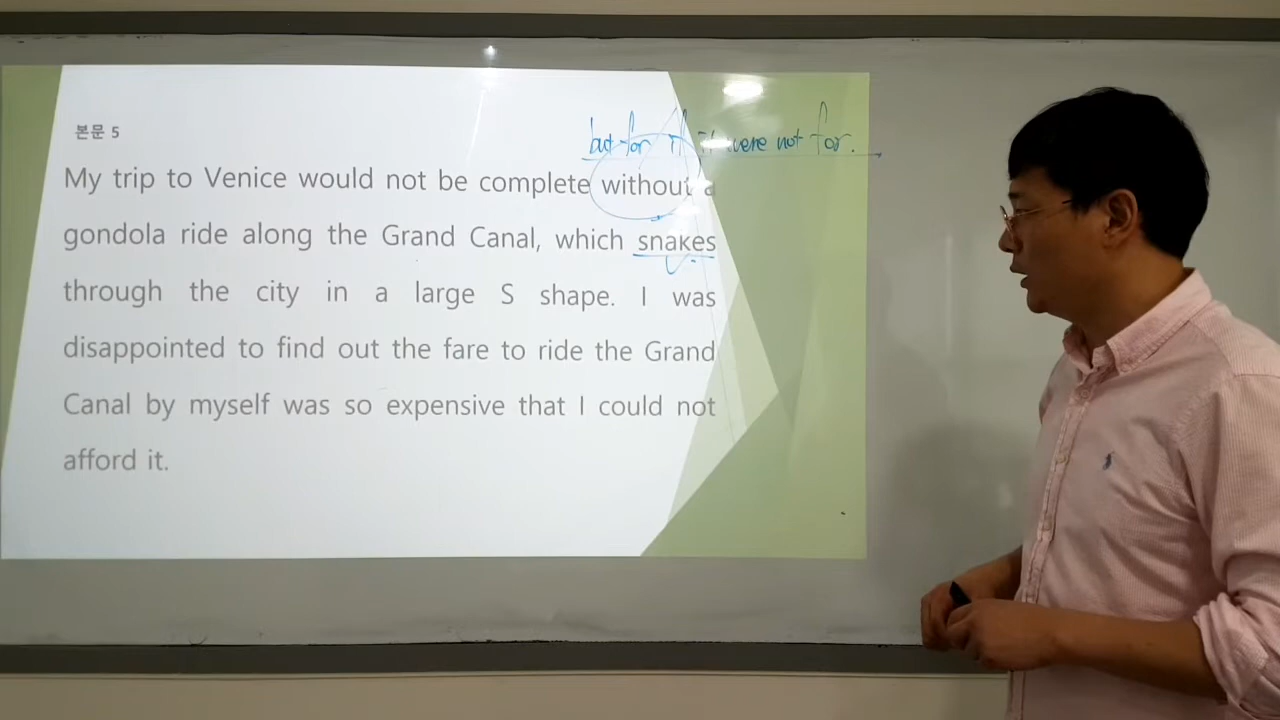 본문 5
but for if it were not for.
My trip to Venice would not be complete without a
gondola ride along the Grand Canal, which snakes
through the city in a large S shape. I was
disappointed to find out the fare to ride the Grand
Canal by myself was so expensive that I could not
afford it.